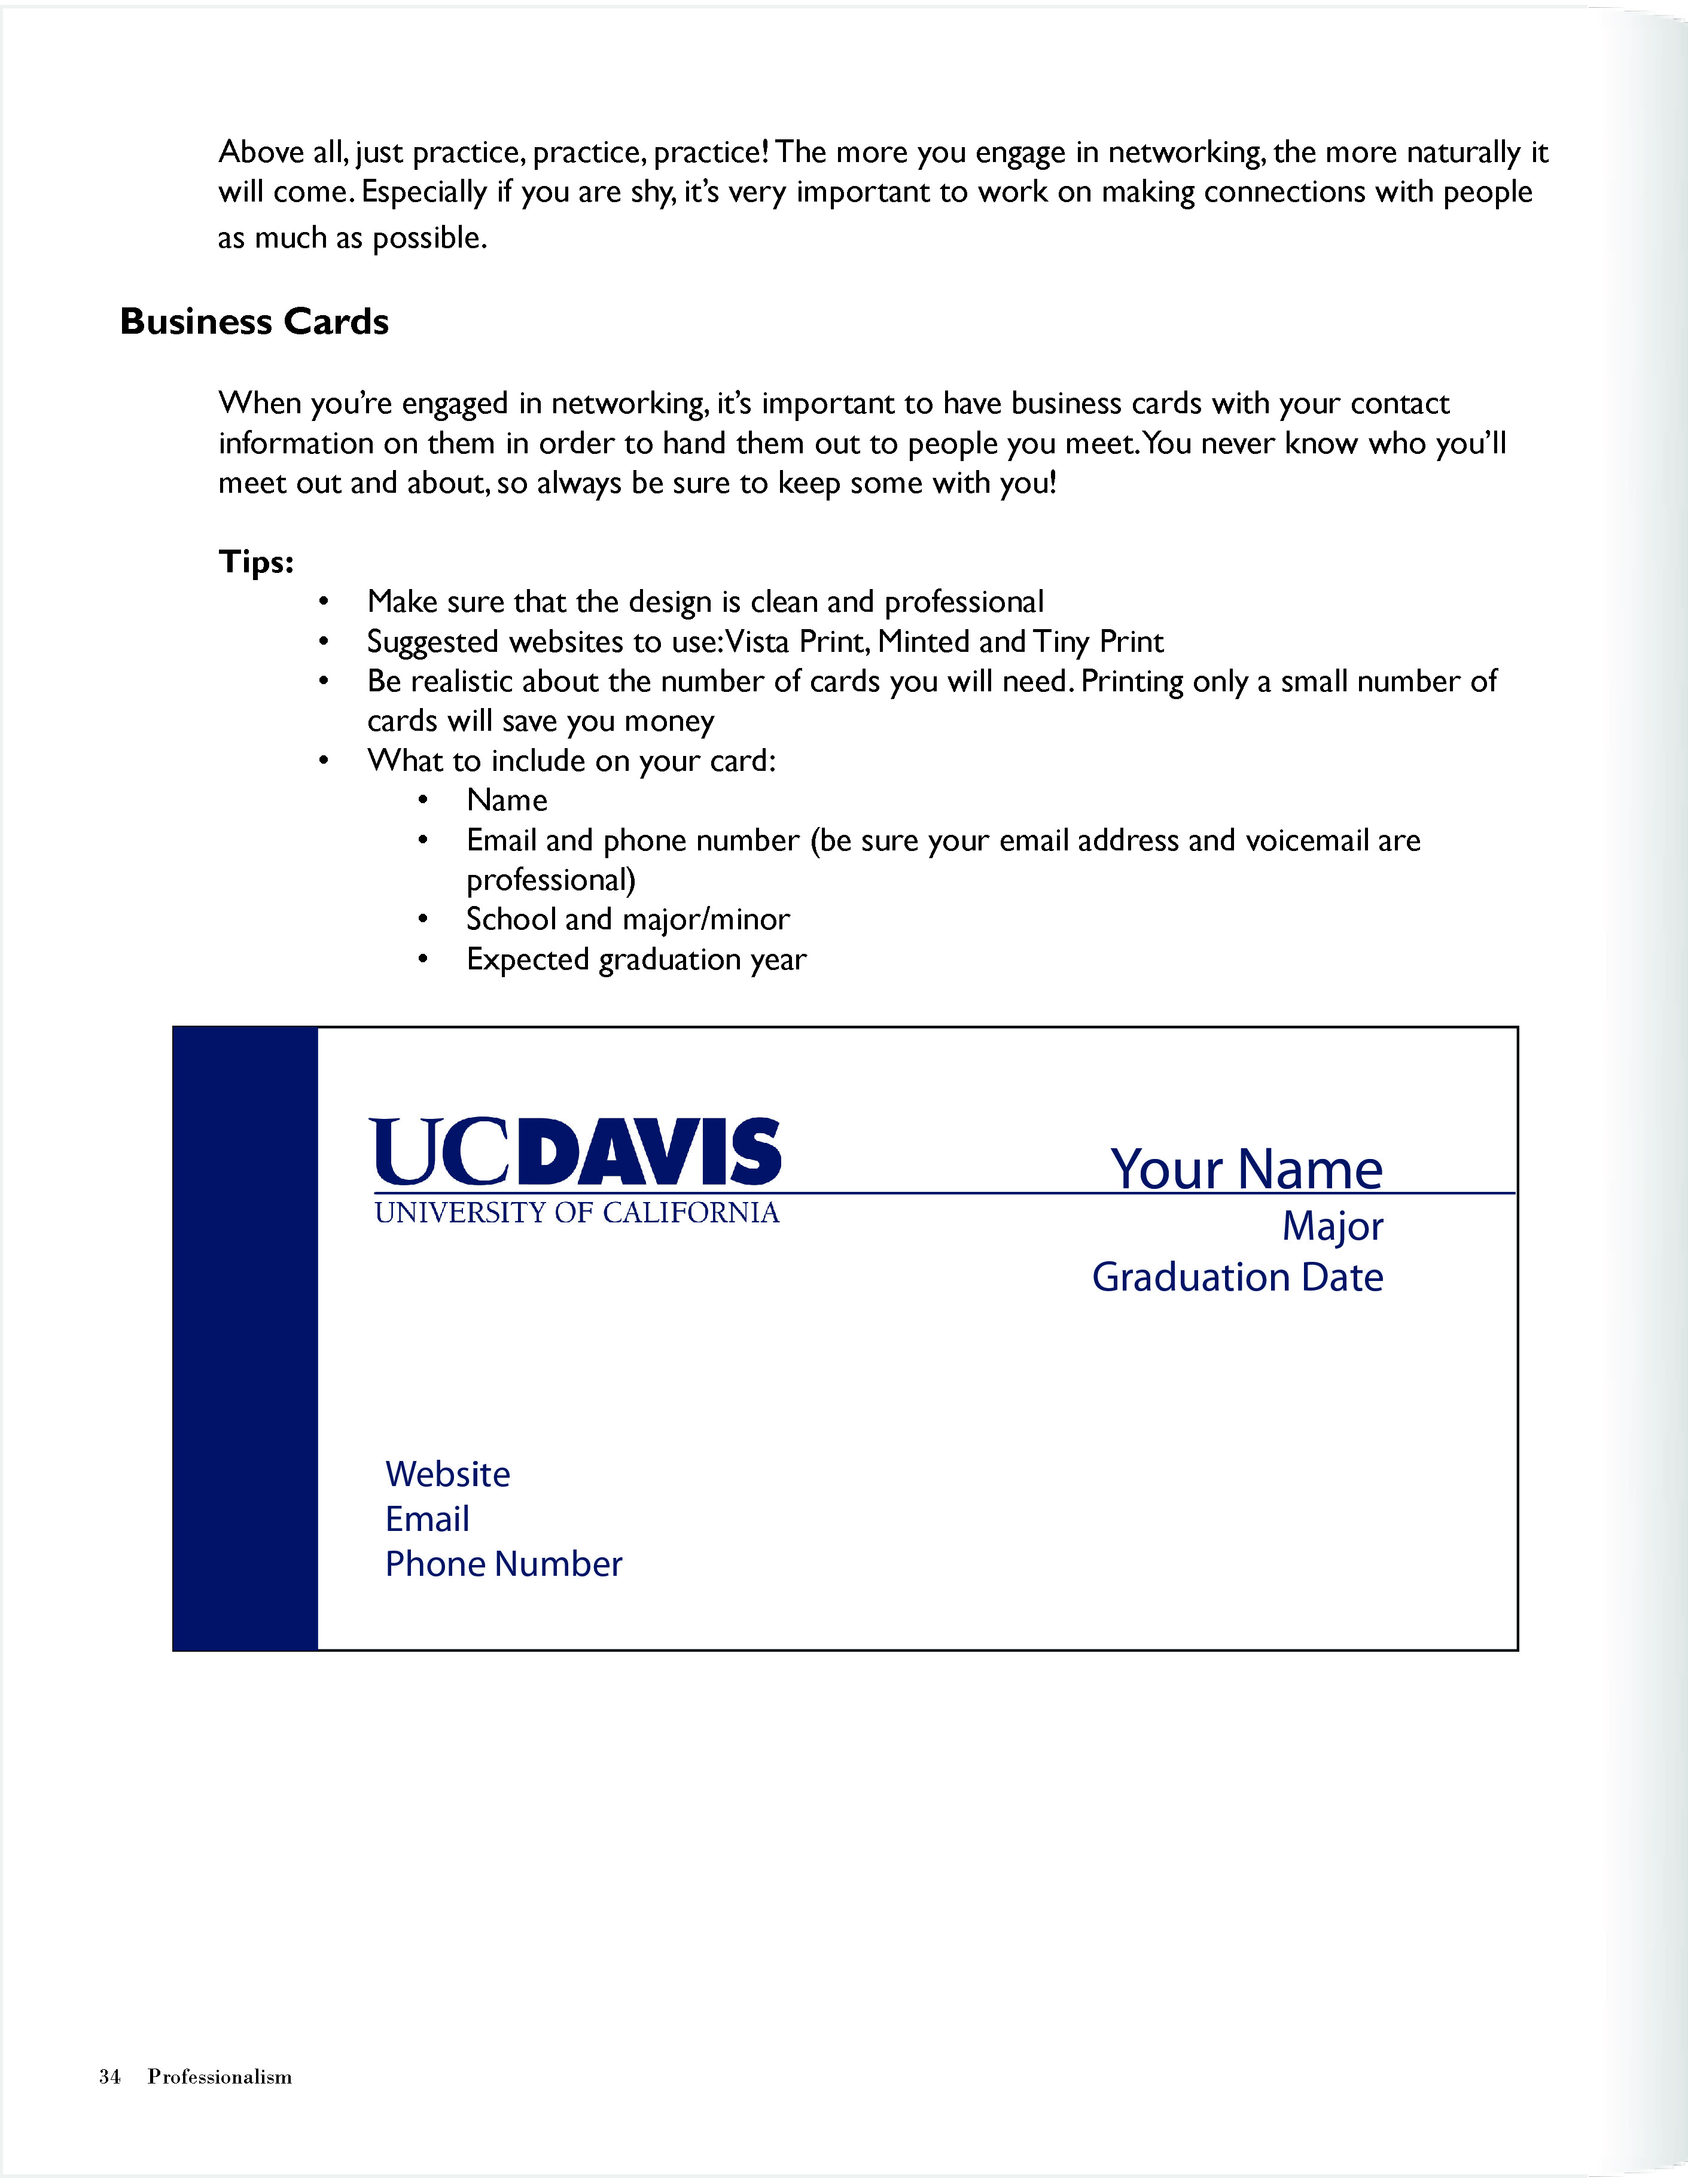 Above all, just practice, practice, practice! The more you engage in networking, the more naturally it
will come. Especially if you are shy, it’s very important to work on making connections with people
as much as possible.
Business Cards
When you’re engaged in networking, it’s important to have business cards with your contact
information on them in order to hand them out to people you meet. You never know who you’ll
meet out and about, so always be sure to keep some with you!
Tips:
• Make sure that the design is clean and professional
• Suggested websites to use: Vista Print, Minted and Tiny Print
• Be realistic about the number of cards you will need. Printing only a small number of
cards will save you money
• What to include on your card:
• Name
• Email and phone number (be sure your email address and voicemail are
professional)
• School and major/minor
• Expected graduation year
UCDAVIS
UNIVERSITY OF CALIFORNIA
Your Name
Major
Graduation Date
Website
Email
Phone Number
34 Professionalism